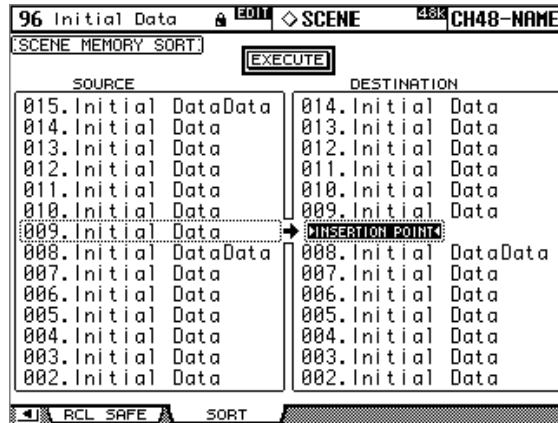 96 Initial Data EDIT ◇SCENE 48K CH48-NAME
SCENE MEMORY SORT
EXECUTE
SOURCE DESTINATION
015.Initial DataData 014.Initial Data
014.Initial Data 013.Initial Data
013.Initial Data 012.Initial Data
012.Initial Data 011.Initial Data
011.Initial Data 010.Initial Data
010.Initial Data 009.Initial Data
009.Initial Data INSERTION POINT
008.Initial DataData 008.Initial DataData
007.Initial Data 007.Initial Data
006.Initial Data 006.Initial Data
005.Initial Data 005.Initial Data
004.Initial Data 004.Initial Data
003.Initial Data 003.Initial Data
002.Initial Data 002.Initial Data
RCL SAFE SORT